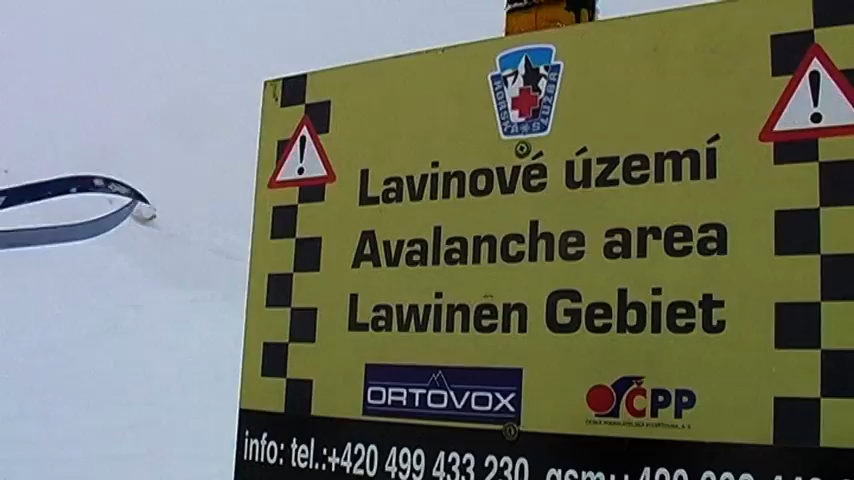 HORSKÁ SLUŽBA
Lavinové území
Avalanche area
Lawinen Gebiet
ORTOVOX
ČPP
info: tel.:+420 499 433 230